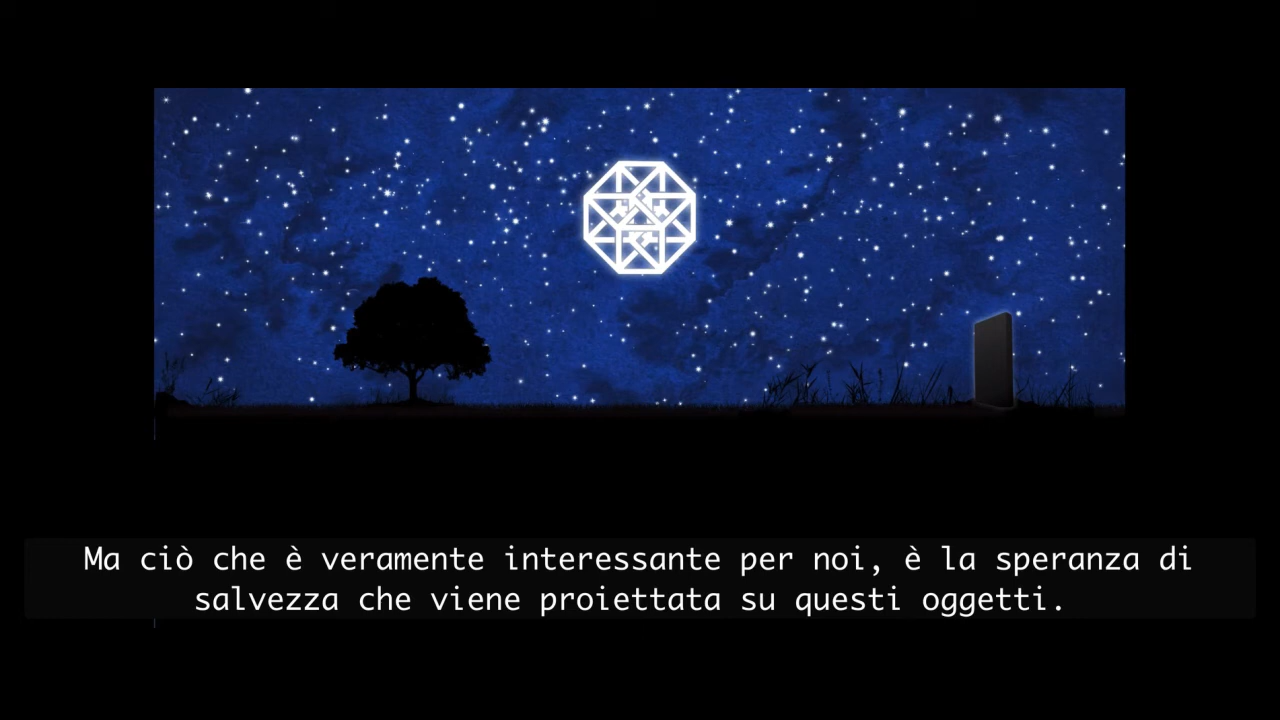 Ma ciò che è veramente interessante per noi, è la speranza di
salvezza che viene proiettata su questi oggetti.